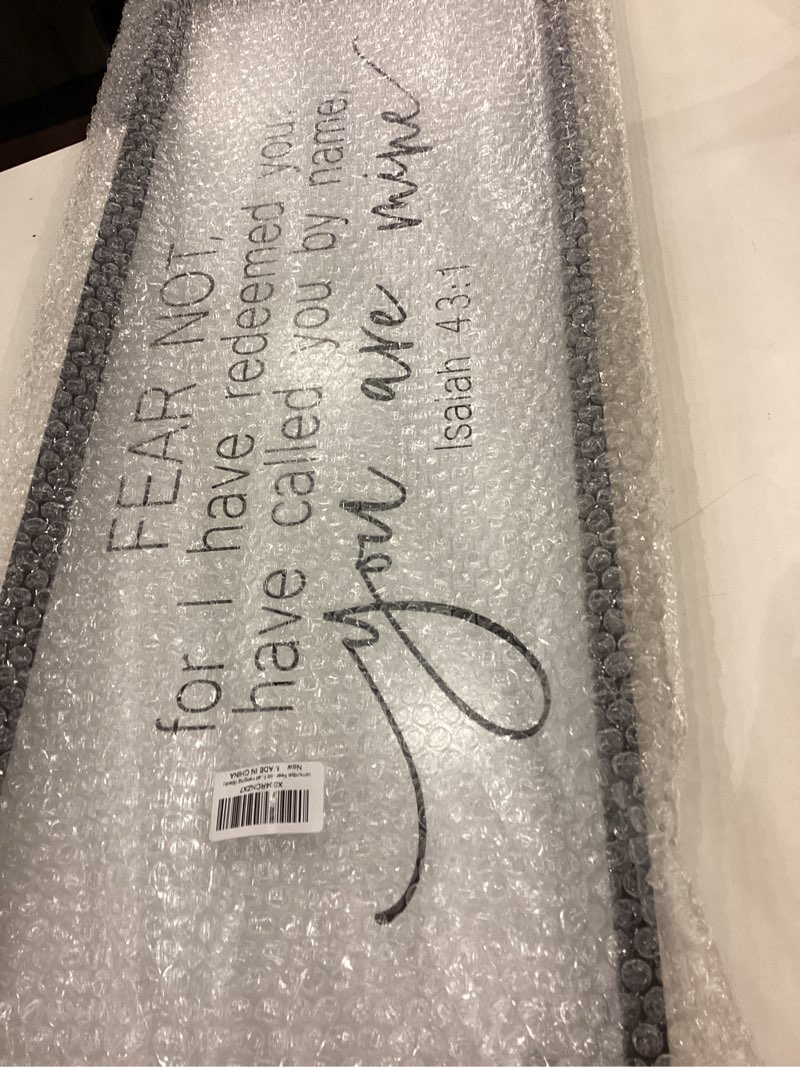 FEAR NOT,
for I have redeemed you.
have called you by name,
you are mine
Isaiah 43:1
New MADE IN CHINA